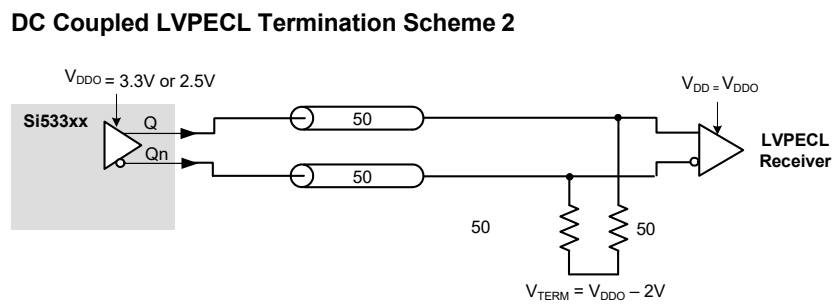 DC Coupled LVPECL Termination Scheme 2
VDDO = 3.3V or 2.5V
VDD = VDDO
Si533xx
Q
50
LVPECL
Receiver
Qn
50
50
50
VTERM = VDDO – 2V